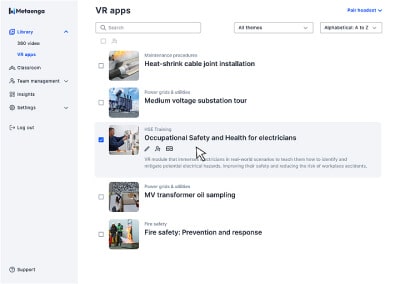 Metaenga
VR apps
Pair headset
Library
Search
All themes
Alphabetical: A to Z
360 video
VR apps
Classroom
Team management
Insights
Settings
Log out
Maintenance procedures
Heat-shrink cable joint installation
Power grids & utilities
Medium voltage substation tour
HSE Training
Occupational Safety and Health for electricians
VR module that immerses electricians in real-world scenarios to teach them how to identify and
mitigate potential electrical hazards, improving their safety and reducing the risk of workplace accidents.
Power grids & utilities
MV transformer oil sampling
Fire safety
Fire safety: Prevention and response
Support